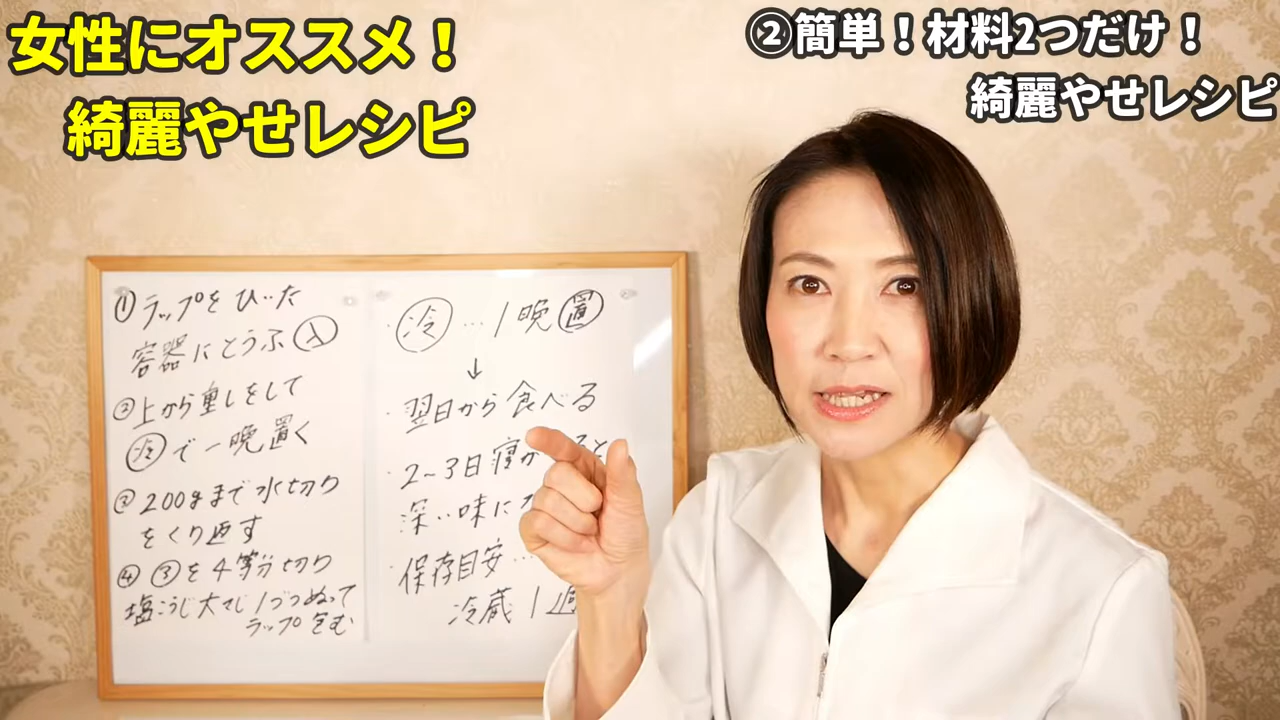 女性にオススメ！
綺麗やせレシピ
②簡単！材料2つだけ！
綺麗やせレシピ
①ラップをひいた
容器にとうふ入
②上から重しをして
冷で一晩置く
③200gまで水切り
をくり返す
④③を4等分切り
塩こうじ大さじ1づつぬって
ラップ包む
冷…1晩置
↓
・翌日から食べる
・2〜3日寝か ると
深い味に
・保存目安…
冷蔵1週